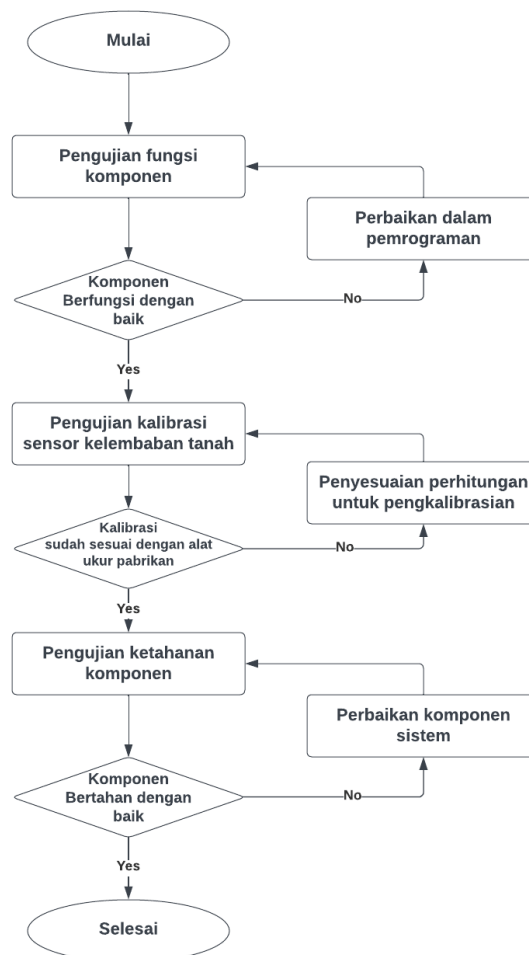 Mulai
Pengujian fungsi
komponen
Perbaikan dalam
pemrograman
Komponen
Berfungsi dengan
baik
No
Yes
Pengujian kalibrasi
sensor kelembaban tanah
Penyesuaian perhitungan
untuk pengkalibrasian
Kalibrasi
sudah sesuai dengan alat
ukur pabrikan
No
Yes
Pengujian ketahanan
komponen
Perbaikan komponen
sistem
Komponen
Bertahan dengan
baik
No
Yes
Selesai